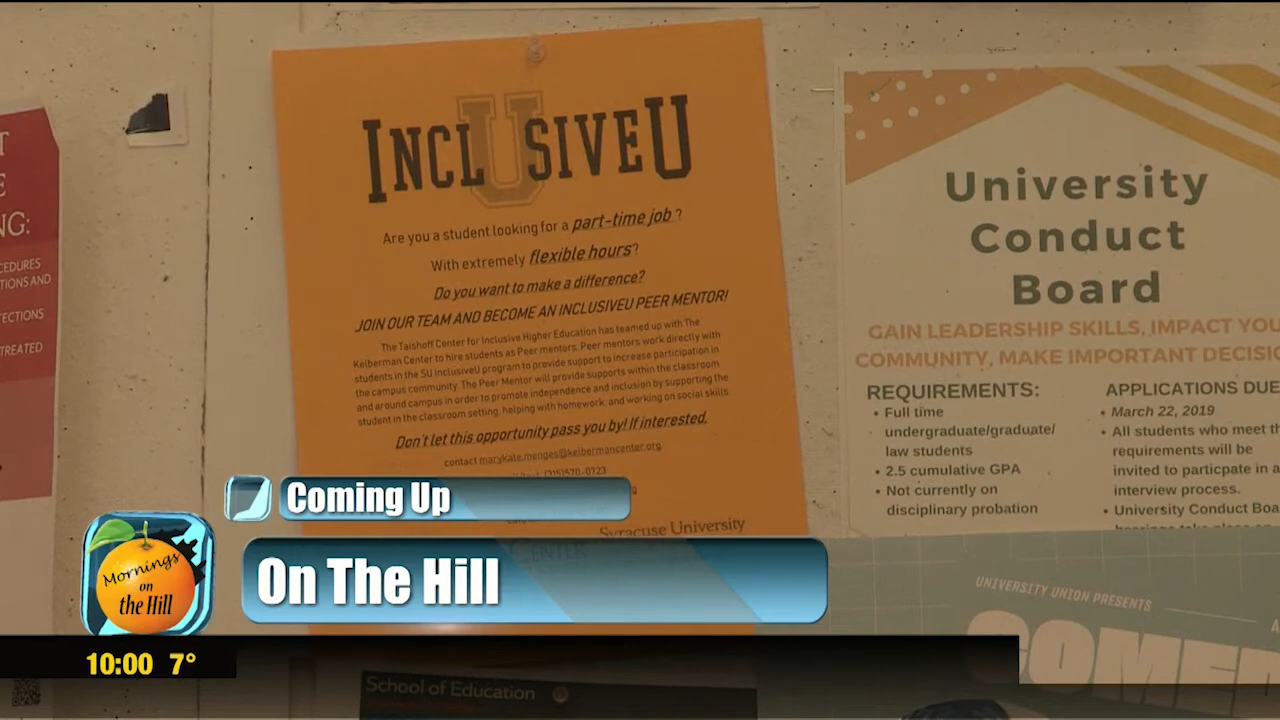 T
E
NG:
CEDURES
TIONS AND
ECTIONS
TREATED
INCLUSIVEU
Are you a student looking for a part-time job ?
With extremely flexible hours?
Do you want to make a difference?
JOIN OUR TEAM AND BECOME AN INCLUSIVEU PEER MENTOR!
The Taishoff Center for Inclusive Higher Education has teamed up with The
Kelberman Center to hire students as Peer mentors. Peer mentors work directly with
students in the SU InclusiveU program to provide support to increase participation in
the campus community. The Peer Mentor will provide supports within the classroom
and around campus in order to promote independence and inclusion by supporting the
student in the classroom setting, helping with homework, and working on social skills
Don't let this opportunity pass you by! If interested,
contact marykate.menges@kelbermancenter.org
(315)570-0723
Syracuse University
University
Conduct
Board
GAIN LEADERSHIP SKILLS, IMPACT YOU
COMMUNITY, MAKE IMPORTANT DECISIO
REQUIREMENTS:
• Full time
undergraduate/graduate/
law students
• 2.5 cumulative GPA
• Not currently on
disciplinary probation
APPLICATIONS DUE
• March 22, 2019
• All students who meet th
requirements will be
invited to partcipate in a
interview process.
• University Conduct Boa
UNIVERSITY UNION PRESENTS
COMED
School of Education
Coming Up
On The Hill
Mornings
on
the Hill
10:00 7°